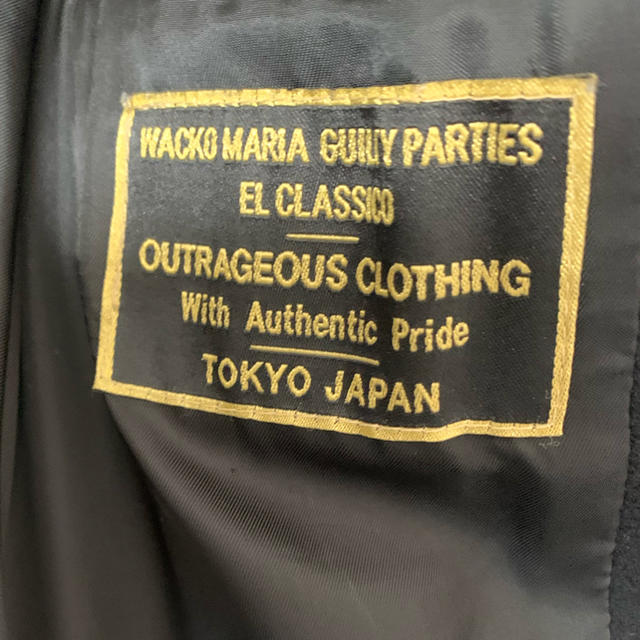 WACKO MARIA GUILTY PARTIES
EL CLASSICO
OUTRAGEOUS CLOTHING
With Authentic Pride
TOKYO JAPAN